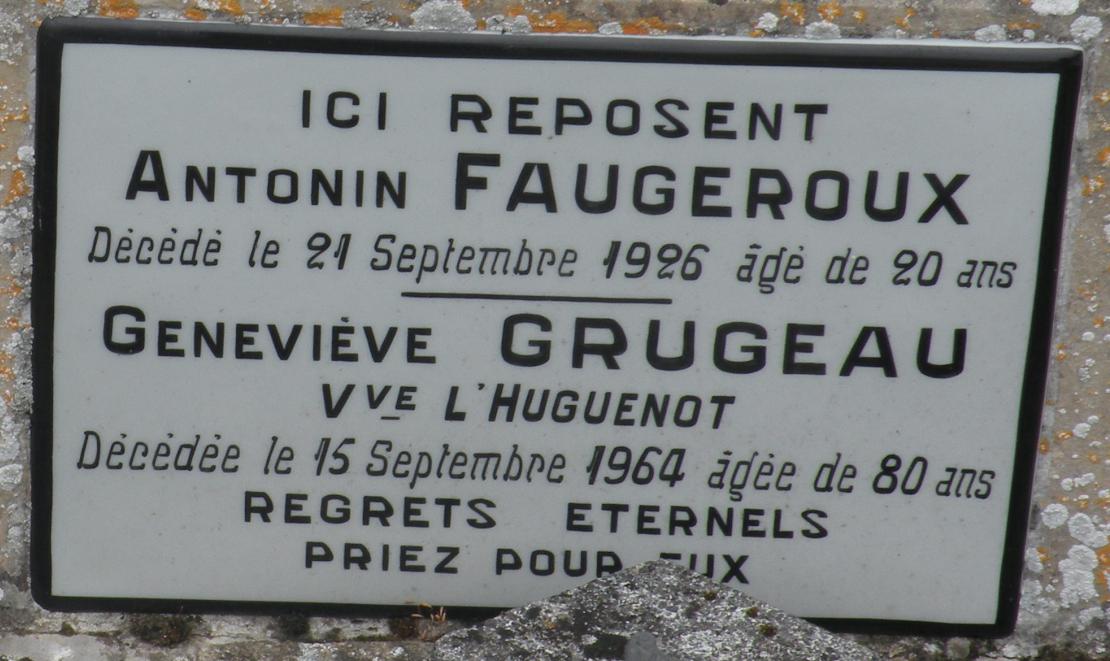 ICI REPOSENT
ANTONIN FAUGEROUX
Décédé le 21 Septembre 1926 âgé de 20 ans
GENEVIÈVE GRUGEAU
VVE L'HUGUENOT
Décédée le 15 Septembre 1964 âgée de 80 ans
REGRETS ETERNELS
PRIEZ POUR EUX